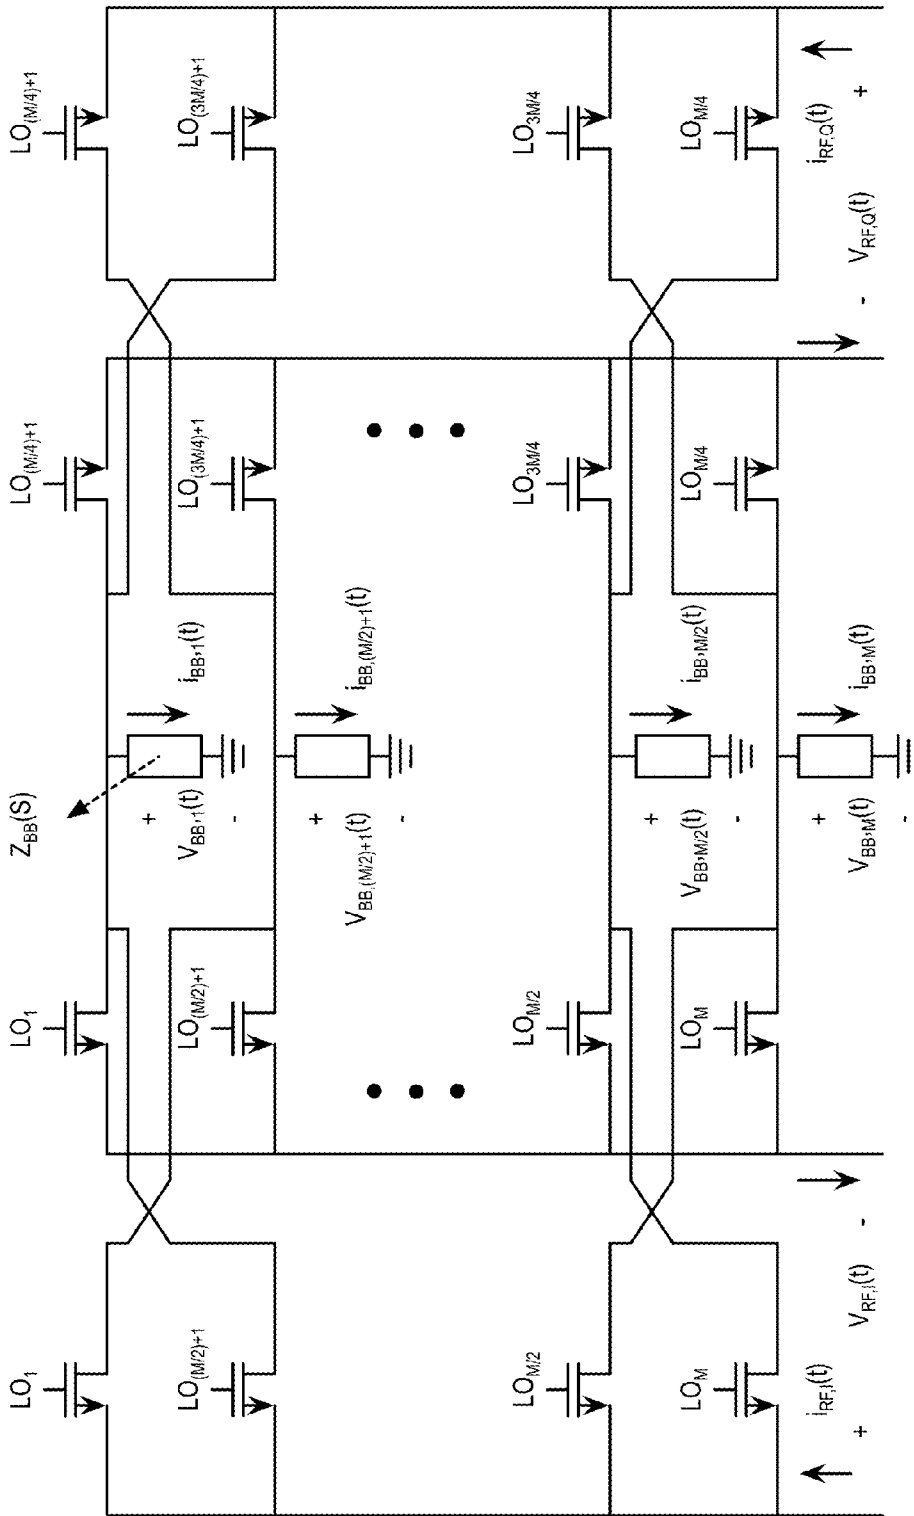 LO1
LO1
ZBB(S)
LO(M/4)+1
LO(M/4)+1
+
VBB,1(t)
-
iBB,1(t)
LO(M/2)+1
LO(M/2)+1
LO(3M/4)+1
LO(3M/4)+1
+
VBB,(M/2)+1(t)
-
iBB,(M/2)+1(t)
LOM/2
LOM/2
LO3M/4
LO3M/4
+
VBB,M/2(t)
-
iBB,M/2(t)
LOM
LOM
LOM/4
LOM/4
+
VBB,M(t)
-
iBB,M(t)
iRF,I(t)
+
VRF,I(t)
-
iRF,Q(t)
-
VRF,Q(t)
+